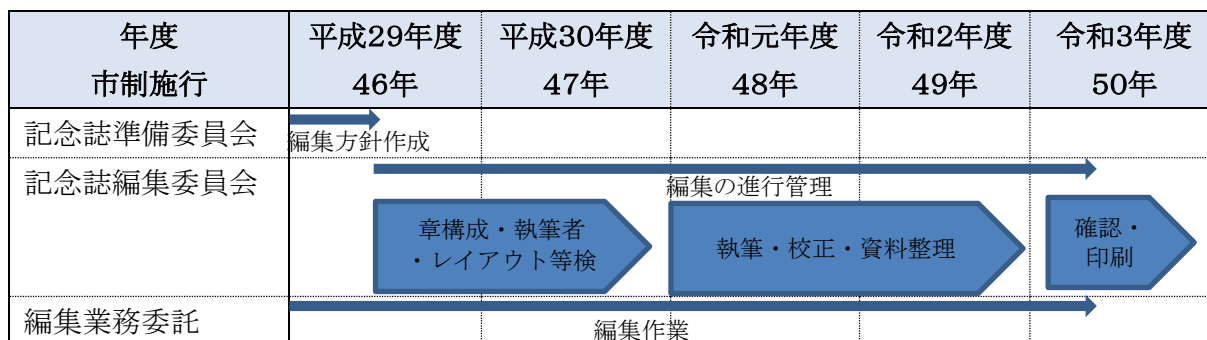 年度 平成29年度 平成30年度 令和元年度 令和2年度 令和3年度
市制施行 46年 47年 48年 49年 50年
記念誌準備委員会
編集方針作成
記念誌編集委員会
編集の進行管理
章構成・執筆者
・レイアウト等検
執筆・校正・資料整理
確認・
印刷
編集業務委託
編集作業